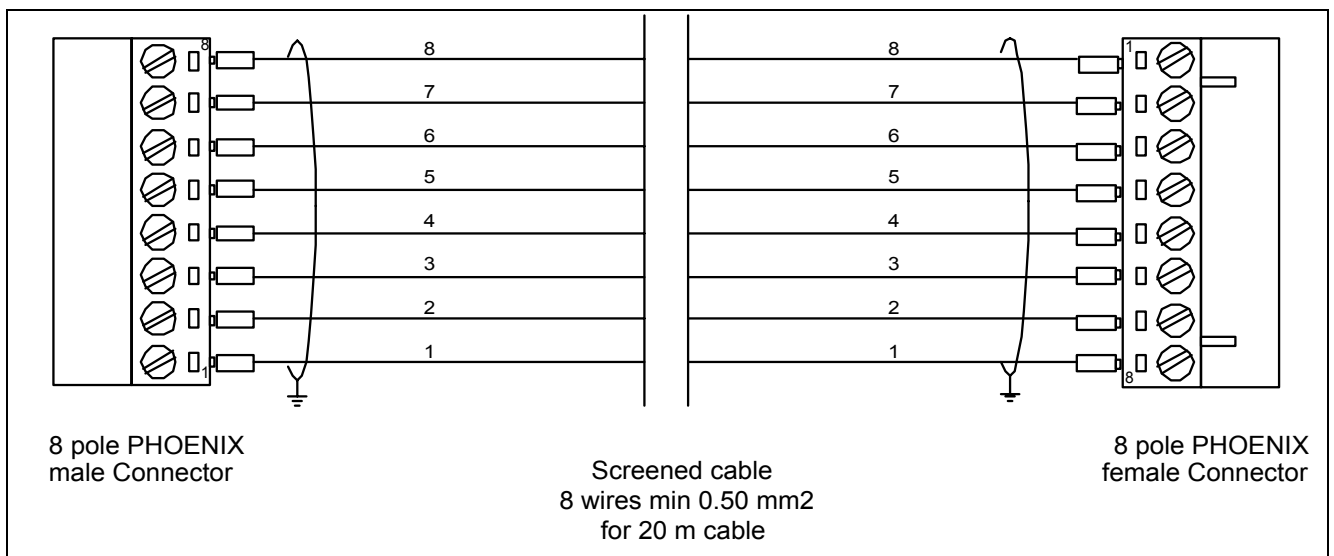 8 8 8 1
7 7
6 6
5 5
4 4
3 3
2 2
1 1 1 8
8 pole PHOENIX
male Connector
Screened cable
8 wires min 0.50 mm2
for 20 m cable
8 pole PHOENIX
female Connector